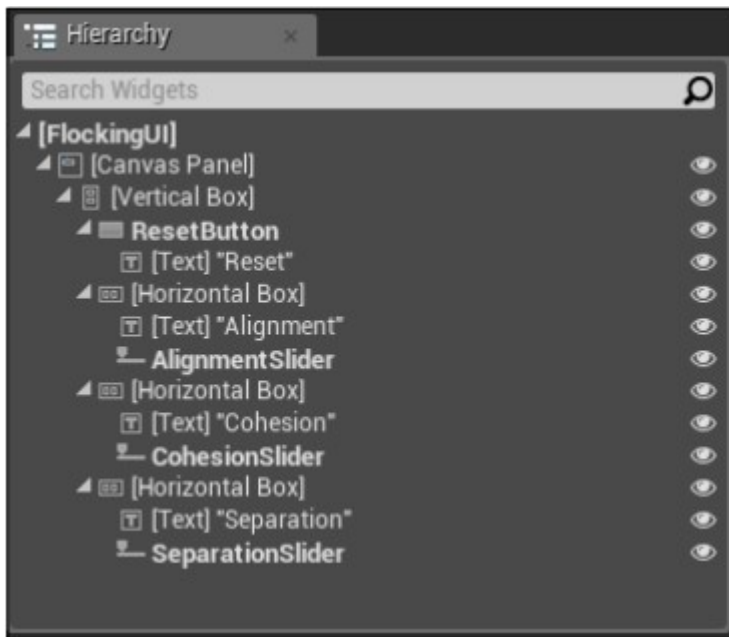 Hierarchy
Search Widgets
[FlockingUI]
[Canvas Panel]
[Vertical Box]
ResetButton
[Text] "Reset"
[Horizontal Box]
[Text] "Alignment"
AlignmentSlider
[Horizontal Box]
[Text] "Cohesion"
CohesionSlider
[Horizontal Box]
[Text] "Separation"
SeparationSlider